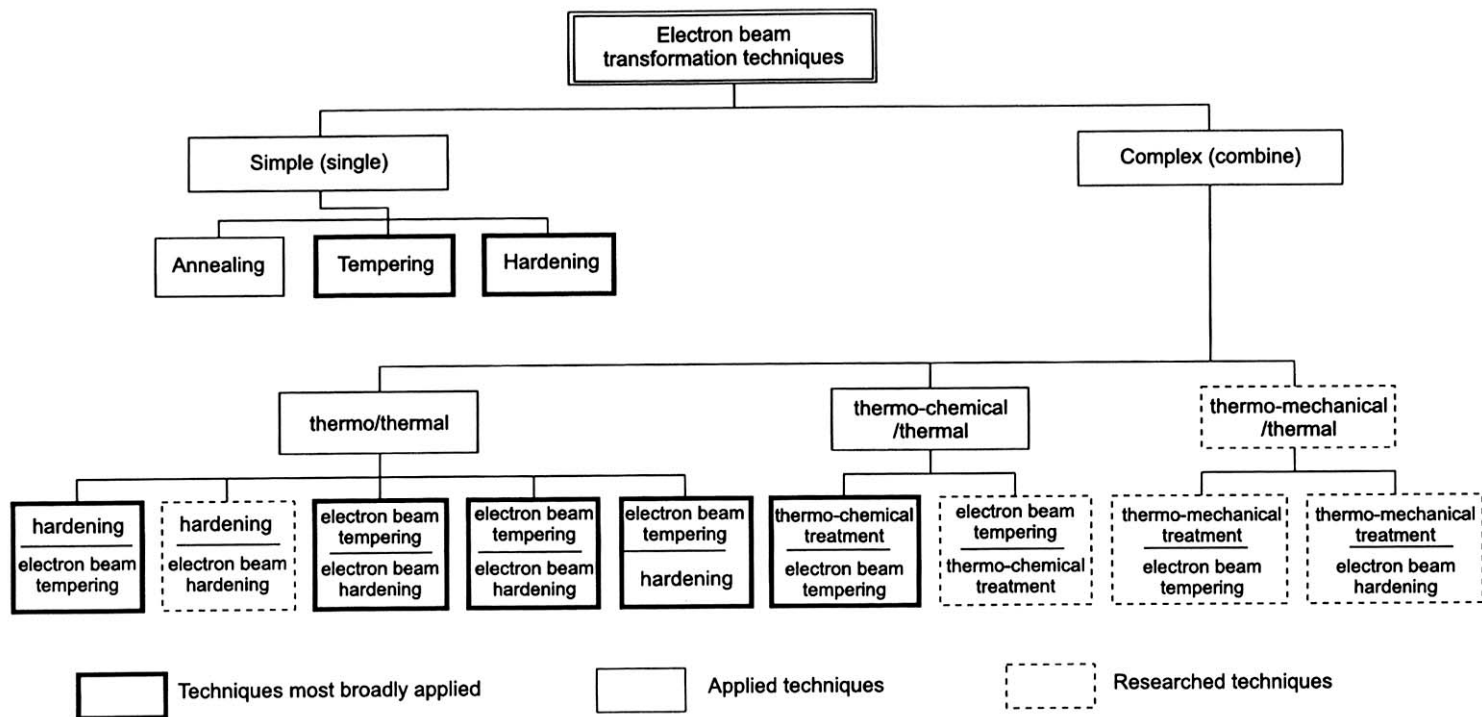 Electron beam
transformation techniques
Simple (single)
Complex (combine)
Annealing
Tempering
Hardening
thermo/thermal
thermo-chemical
/thermal
thermo-mechanical
/thermal
hardening
electron beam
tempering
hardening
electron beam
hardening
electron beam
tempering
electron beam
hardening
electron beam
tempering
electron beam
hardening
electron beam
tempering
hardening
thermo-chemical
treatment
electron beam
tempering
electron beam
tempering
thermo-chemical
treatment
thermo-mechanical
treatment
electron beam
tempering
thermo-mechanical
treatment
electron beam
hardening
Techniques most broadly applied
Applied techniques
Researched techniques